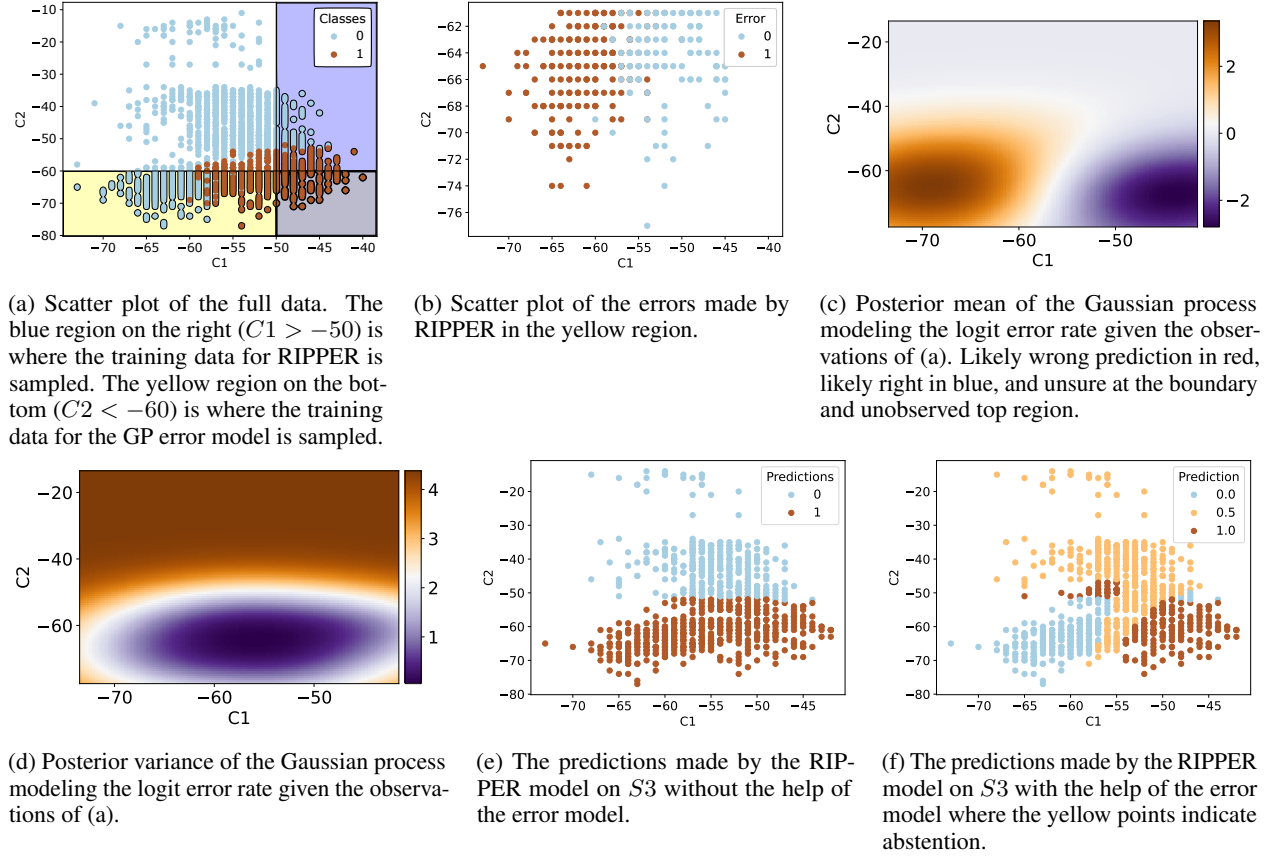 Classes
0
1
−10
−20
−30
−40
−50
−60
−70
−80
C2
−70
−65
−60
−55
−50
−45
−40
C1
Error
0
1
−62
−64
−66
−68
−70
−72
−74
−76
C2
−70
−65
−60
−55
−50
−45
−40
C1
−20
−40
−60
C2
−70
−60
−50
C1
2
0
−2
(a) Scatter plot of the full data. The
blue region on the right (C1 > −50) is
where the training data for RIPPER is
sampled. The yellow region on the bot-
tom (C2 < −60) is where the training
data for the GP error model is sampled.
(b) Scatter plot of the errors made by
RIPPER in the yellow region.
(c) Posterior mean of the Gaussian process
modeling the logit error rate given the obser-
vations of (a). Likely wrong prediction in red,
likely right in blue, and unsure at the boundary
and unobserved top region.
−20
−40
−60
C2
−70
−60
−50
C1
4
3
2
1
Predictions
0
1
−20
−30
−40
−50
−60
−70
−80
C2
−70
−65
−60
−55
−50
−45
C1
Prediction
0.0
0.5
1.0
−20
−30
−40
−50
−60
−70
−80
C2
−70
−65
−60
−55
−50
−45
C1
(d) Posterior variance of the Gaussian process
modeling the logit error rate given the observa-
tions of (a).
(e) The predictions made by the RIP-
PER model on S3 without the help of
the error model.
(f) The predictions made by the RIPPER
model on S3 with the help of the error
model where the yellow points indicate
abstention.